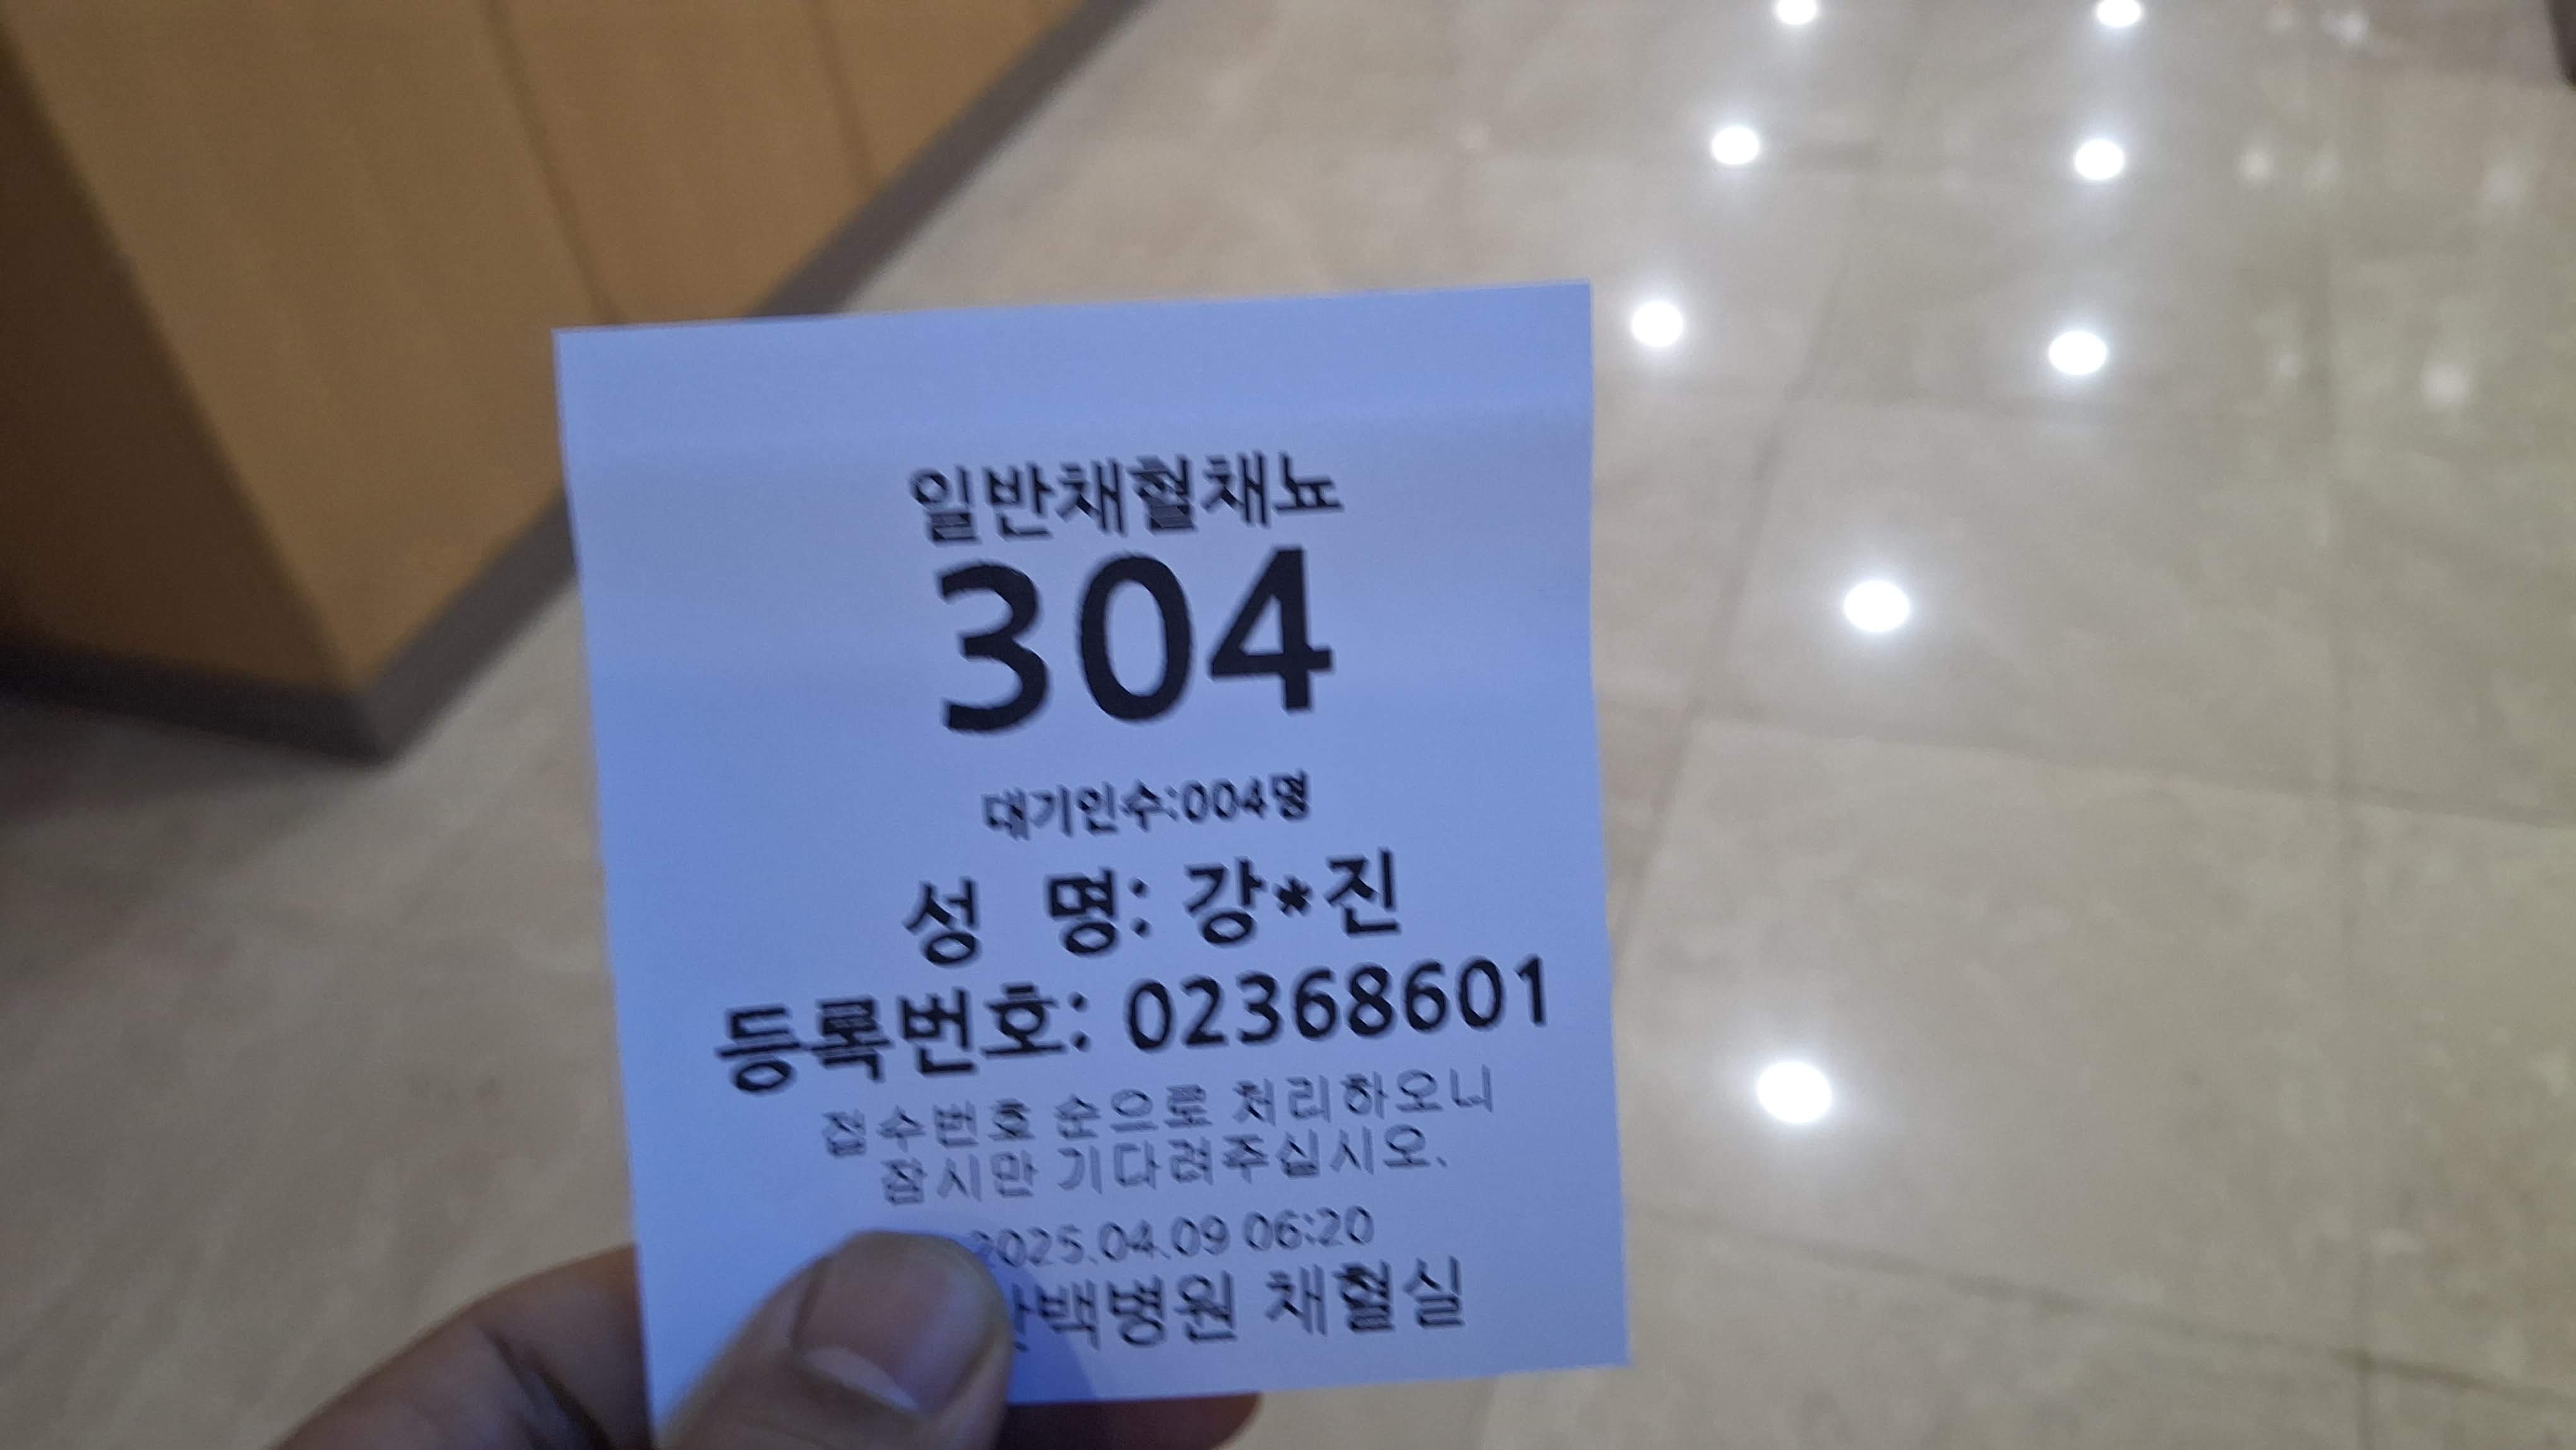 일반채혈채뇨
304
대기인수:004명
성 명: 강*진
등록번호: 02368601
접수번호 순으로 처리하오니
잠시만 기다려주십시오.
2025.04.09 06:20
백병원 채혈실